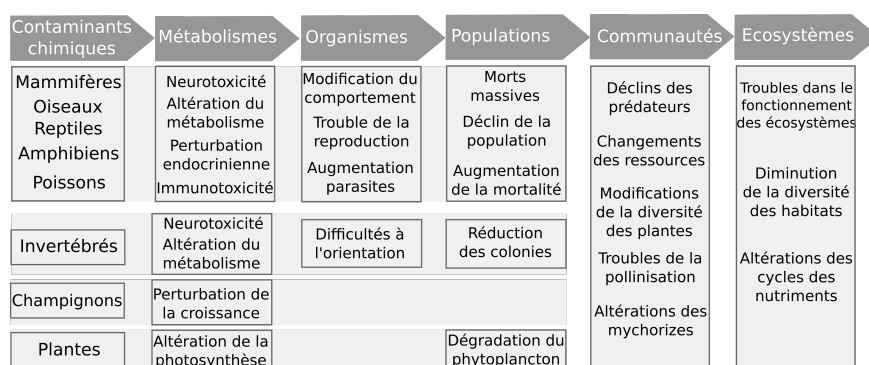 Contaminants
chimiques
Métabolismes
Organismes
Populations
Communautés
Ecosystèmes
Mammifères
Oiseaux
Reptiles
Amphibiens
Poissons
Neurotoxicité
Altération du
métabolisme
Perturbation
endocrinienne
Immunotoxicité
Modification du
comportement
Trouble de la
reproduction
Augmentation
parasites
Morts
massives
Déclin de la
population
Augmentation
de la mortalité
Invertébrés
Neurotoxicité
Altération du
métabolisme
Difficultés à
l'orientation
Réduction
des colonies
Champignons
Perturbation de
la croissance
Plantes
Altération de la
photosynthèse
Dégradation du
phytoplancton
Déclins des
prédateurs
Changements
des ressources
Modifications
de la diversité
des plantes
Troubles de la
pollinisation
Altérations des
mychorizes
Troubles dans le
fonctionnement
des écosystèmes
Diminution
de la diversité
des habitats
Altérations des
cycles des
nutriments